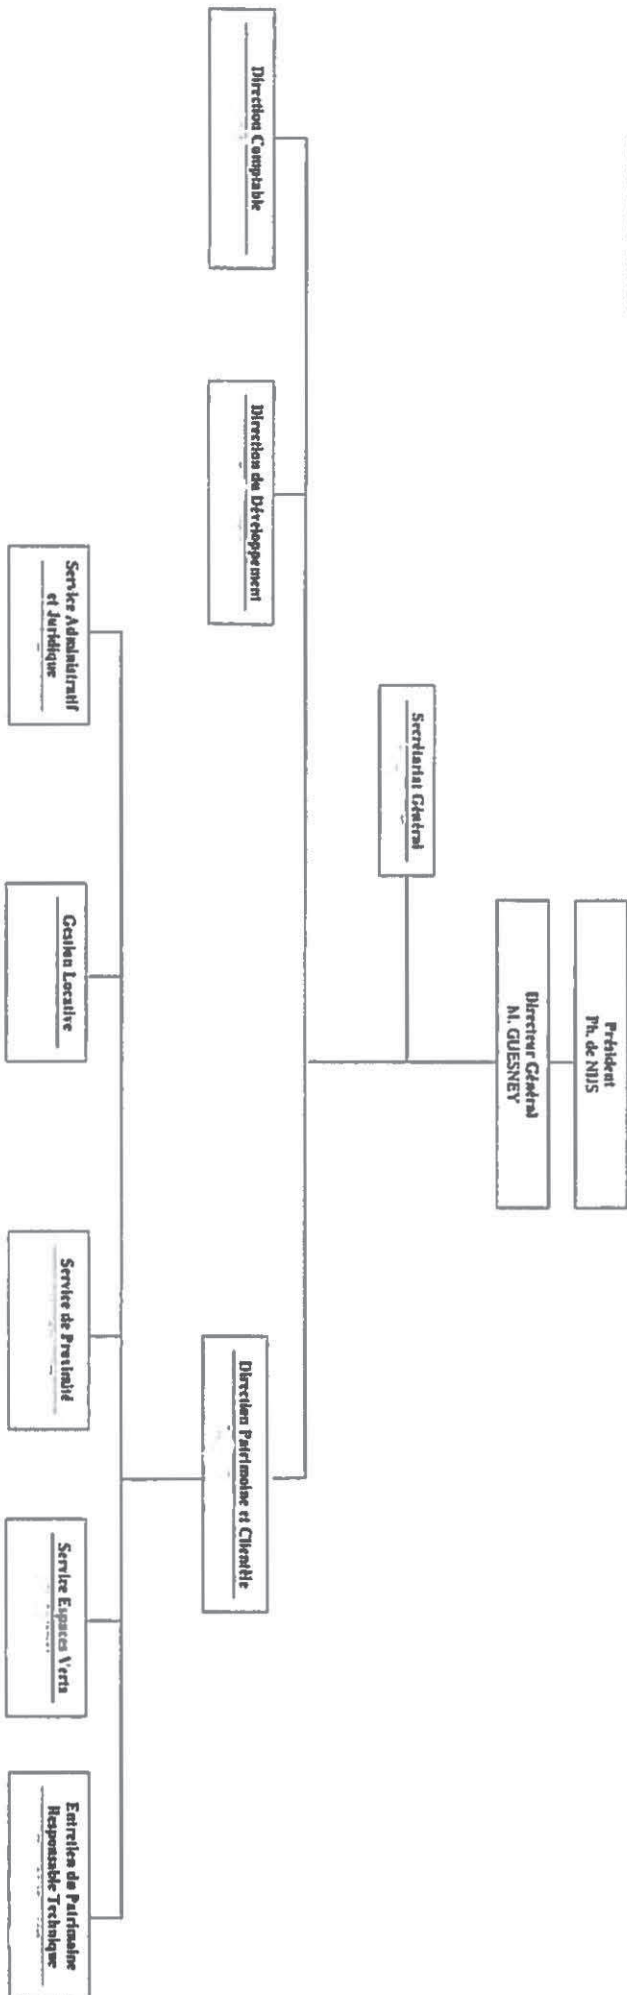 Président
Ph. de NIJS
Directeur Général
M. GUESNEY
Secrétariat Général
Direction Comptable
Direction du Développement
Direction Patrimoine et Clientèle
Service Administratif
et Juridique
Gestion Locative
Service de Proximité
Service Espaces Verts
Entretien du Patrimoine
Responsable Technique